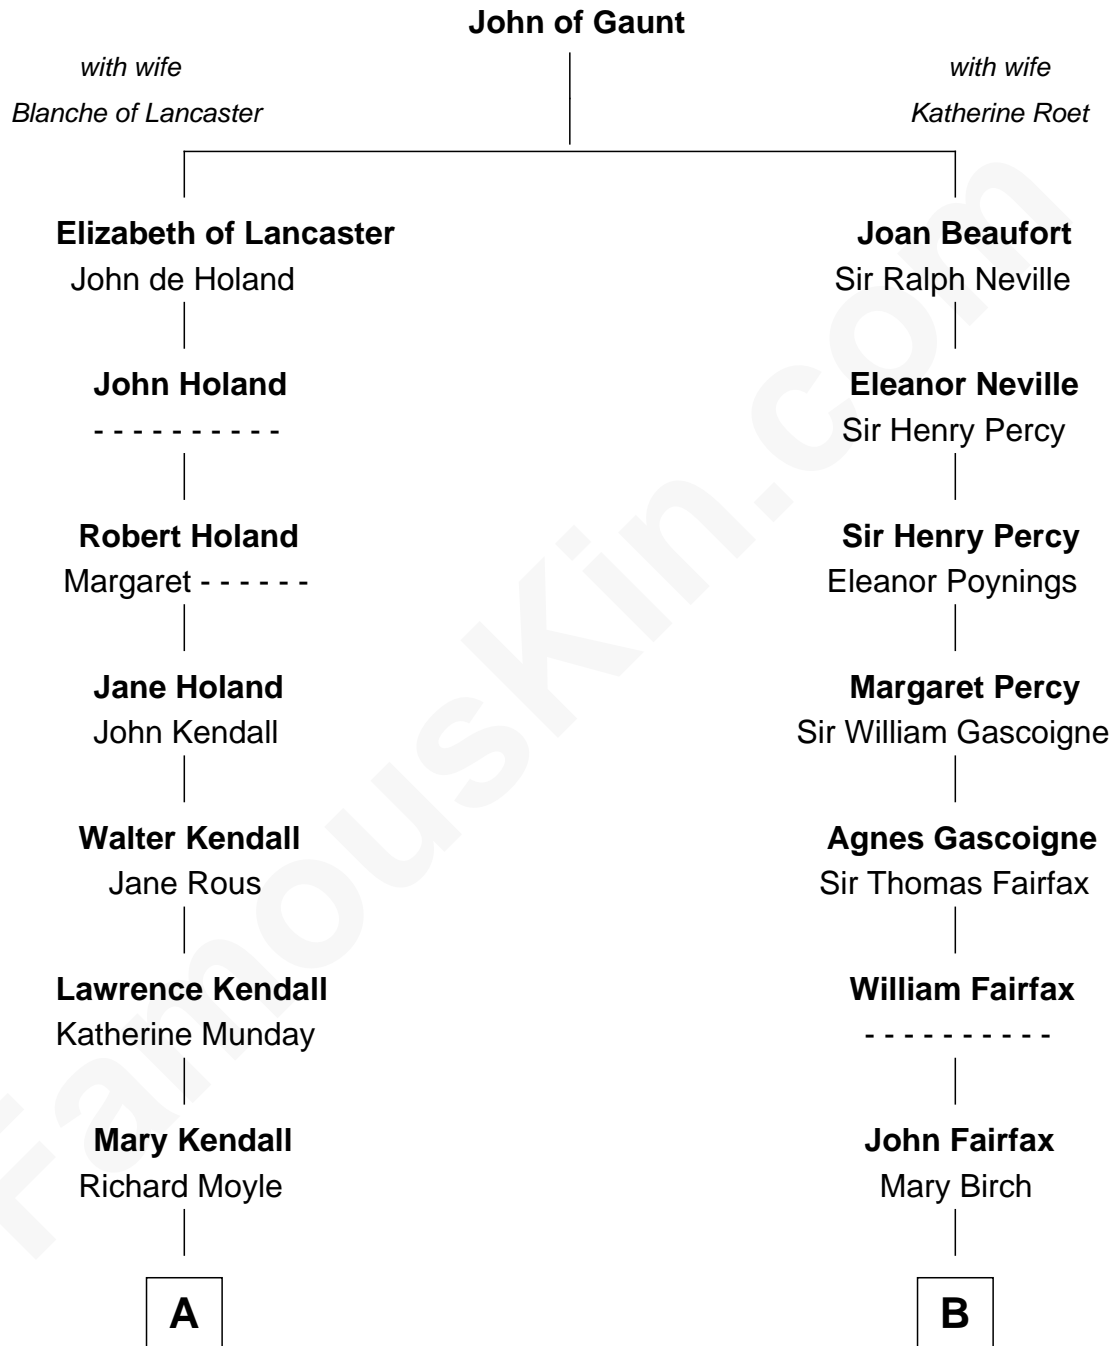 John of Gaunt
with wife
Blanche of Lancaster
with wife
Katherine Roet
Elizabeth of Lancaster
John de Holand
Joan Beaufort
Sir Ralph Neville
John Holand
- - - - - - - - - -
Eleanor Neville
Sir Henry Percy
Robert Holand
Margaret - - - - - -
Sir Henry Percy
Eleanor Poynings
Jane Holand
John Kendall
Margaret Percy
Sir William Gascoigne
Walter Kendall
Jane Rous
Agnes Gascoigne
Sir Thomas Fairfax
Lawrence Kendall
Katherine Munday
William Fairfax
- - - - - - - - - -
Mary Kendall
Richard Moyle
John Fairfax
Mary Birch
A
B
FamousKin.com